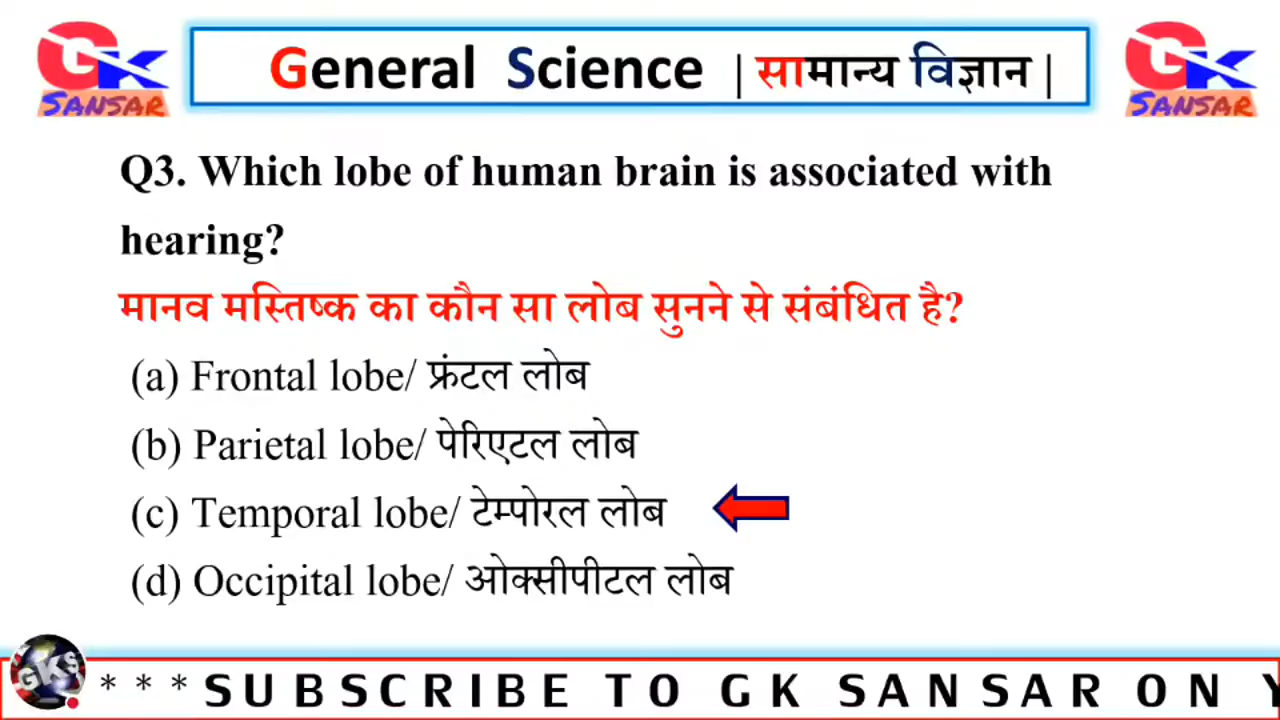 GK
SANSAR
General Science | सामान्य विज्ञान |
GK
SANSAR
Q3. Which lobe of human brain is associated with
hearing?
मानव मस्तिष्क का कौन सा लोब सुनने से संबंधित है?
(a) Frontal lobe/ फ्रंटल लोब
(b) Parietal lobe/ पेरिएटल लोब
(c) Temporal lobe/ टेम्पोरल लोब
(d) Occipital lobe/ ओक्सीपीटल लोब
GKS
* * * SUBSCRIBE TO GK SANSAR ON Y